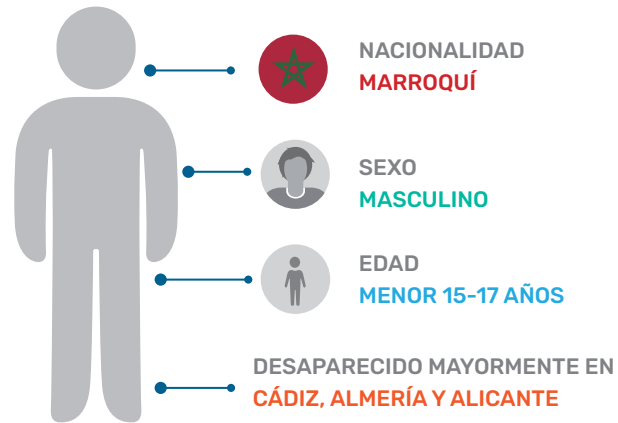 NACIONALIDAD
MARROQUÍ
SEXO
MASCULINO
EDAD
MENOR 15-17 AÑOS
DESAPARECIDO MAYORMENTE EN
CÁDIZ, ALMERÍA Y ALICANTE